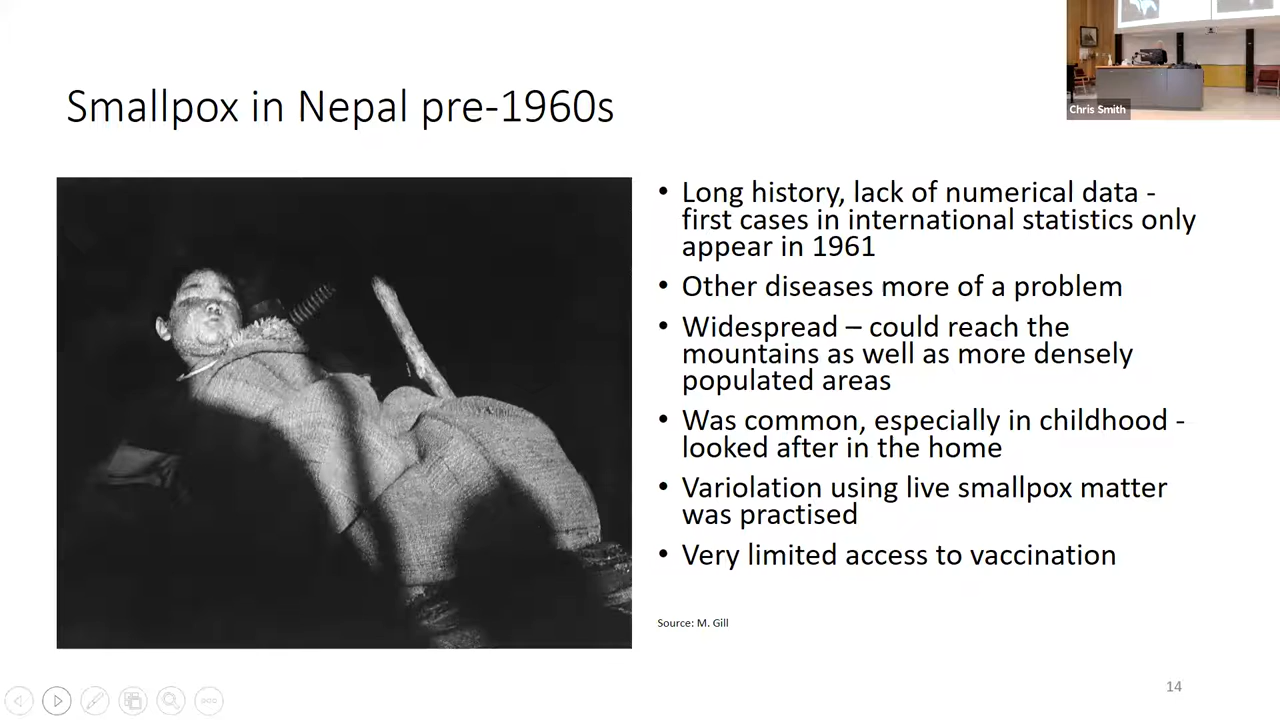 Chris Smith
Smallpox in Nepal pre-1960s
• Long history, lack of numerical data -
first cases in international statistics only
appear in 1961
• Other diseases more of a problem
• Widespread – could reach the
mountains as well as more densely
populated areas
• Was common, especially in childhood -
looked after in the home
• Variolation using live smallpox matter
was practised
• Very limited access to vaccination
Source: M. Gill
14